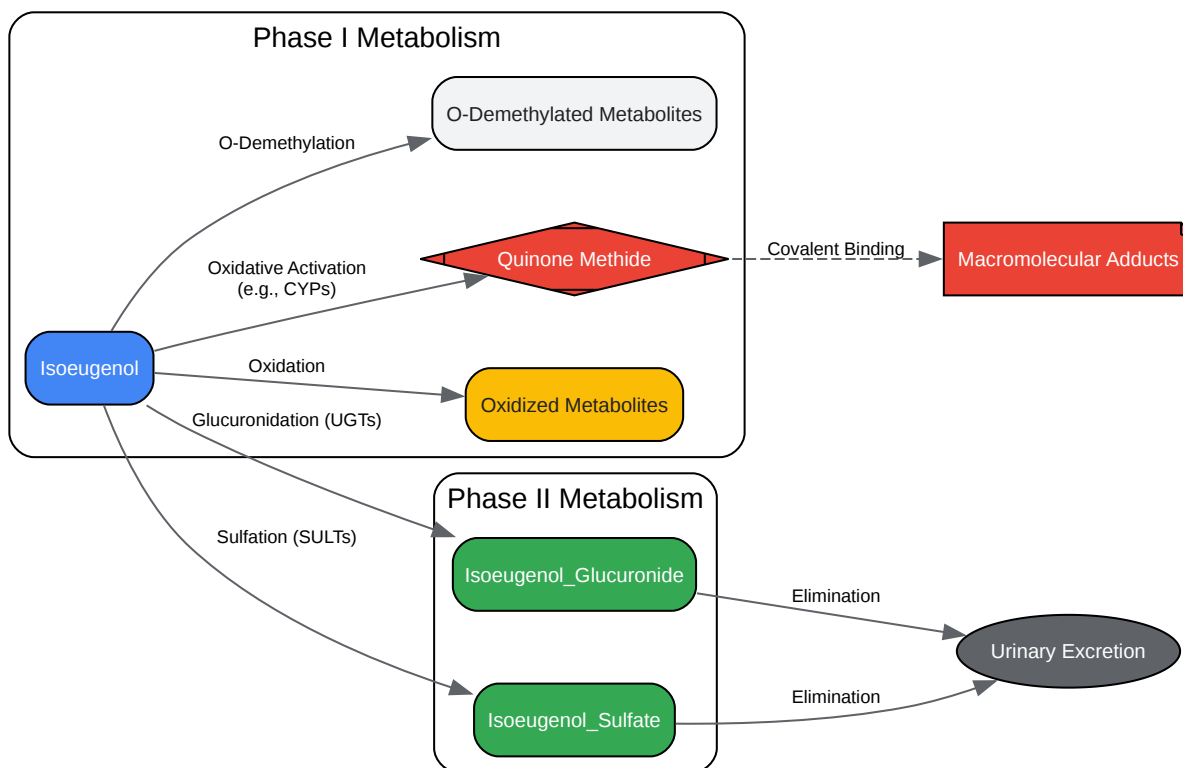 Phase I Metabolism
O-Demethylated Metabolites
O-Demethylation
Oxidative Activation
(e.g., CYPs)
Quinone Methide
Covalent Binding
Macromolecular Adducts
Isoeugenol
Oxidation
Oxidized Metabolites
Glucuronidation (UGTs)
Phase II Metabolism
Sulfation (SULTs)
Isoeugenol_Glucuronide
Elimination
Urinary Excretion
Isoeugenol_Sulfate
Elimination